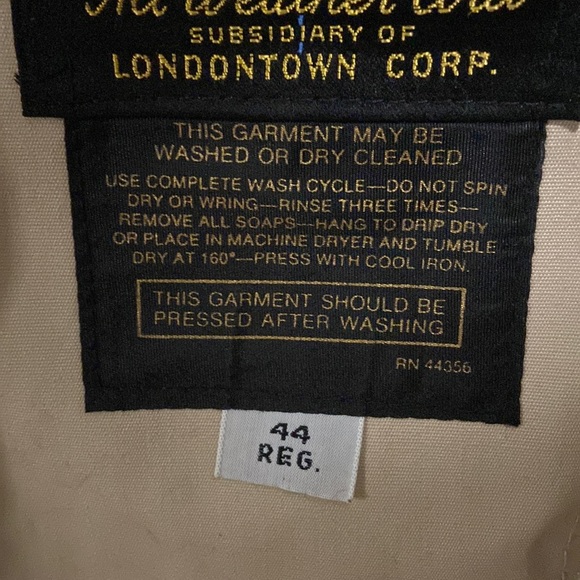 SUBSIDIARY OF
LONDONTOWN CORP.
THIS GARMENT MAY BE
WASHED OR DRY CLEANED
USE COMPLETE WASH CYCLE—DO NOT SPIN
DRY OR WRING—RINSE THREE TIMES—
REMOVE ALL SOAPS—HANG TO DRIP DRY
OR PLACE IN MACHINE DRYER AND TUMBLE
DRY AT 160°—PRESS WITH COOL IRON.
THIS GARMENT SHOULD BE
PRESSED AFTER WASHING
RN 44356
44
REG.